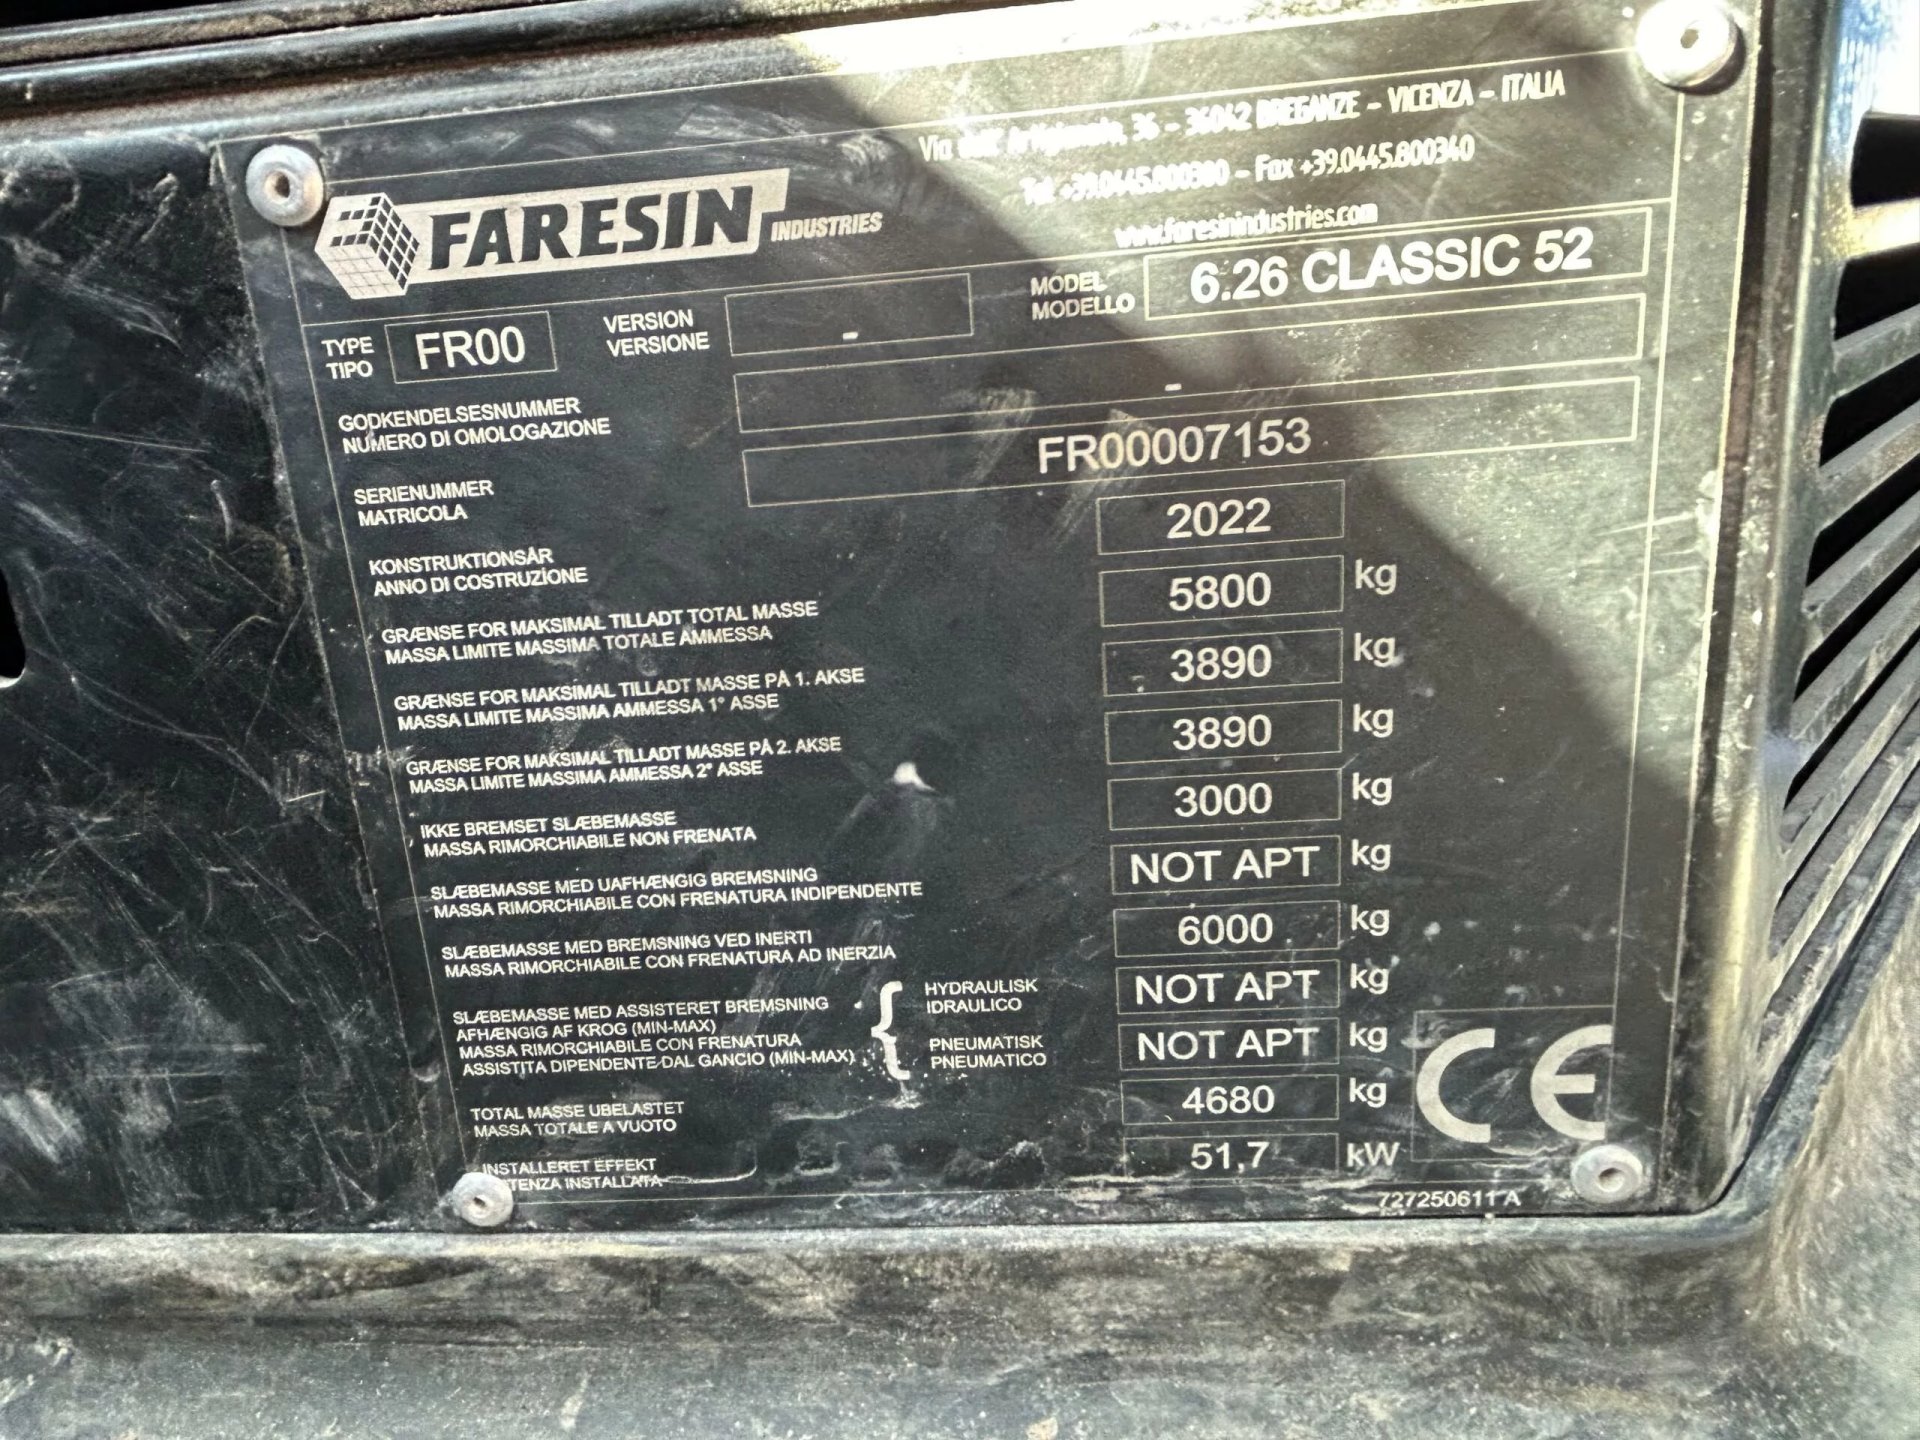 FARESIN INDUSTRIES
Via 36 - 36042 BREGANZE - VICENZA - ITALIA
Tel. +39.0445.800300 - Fax +39.0445.800340
www.faresinindustries.com
TYPE
TIPO
FR00
VERSION
VERSIONE
-
MODEL
MODELLO
6.26 CLASSIC 52
GODKENDELSESNUMMER
NUMERO DI OMOLOGAZIONE
-
SERIENUMMER
MATRICOLA
FR00007153
KONSTRUKTIONSÅR
ANNO DI COSTRUZIONE
2022
GRÆNSE FOR MAKSIMAL TILLADT TOTAL MASSE
MASSA LIMITE MASSIMA TOTALE AMMESSA
5800 kg
GRÆNSE FOR MAKSIMAL TILLADT MASSE PÅ 1. AKSE
MASSA LIMITE MASSIMA AMMESSA 1° ASSE
3890 kg
GRÆNSE FOR MAKSIMAL TILLADT MASSE PÅ 2. AKSE
MASSA LIMITE MASSIMA AMMESSA 2° ASSE
3890 kg
IKKE BREMSET SLÆBEMASSE
MASSA RIMORCHIABILE NON FRENATA
3000 kg
SLÆBEMASSE MED UAFHÆNGIG BREMSNING
MASSA RIMORCHIABILE CON FRENATURA INDIPENDENTE
NOT APT kg
SLÆBEMASSE MED BREMSNING VED INERTI
MASSA RIMORCHIABILE CON FRENATURA AD INERZIA
6000 kg
SLÆBEMASSE MED ASSISTERET BREMSNING
AFHÆNGIG AF KROG (MIN-MAX)
MASSA RIMORCHIABILE CON FRENATURA
ASSISTITA DIPENDENTE DAL GANCIO (MIN-MAX)
HYDRAULISK
IDRAULICO
NOT APT kg
PNEUMATISK
PNEUMATICO
NOT APT kg
TOTAL MASSE UBELASTET
MASSA TOTALE A VUOTO
4680 kg
INSTALLERET EFFEKT
INSTALLATA
51,7 kW
CE
727250611 A